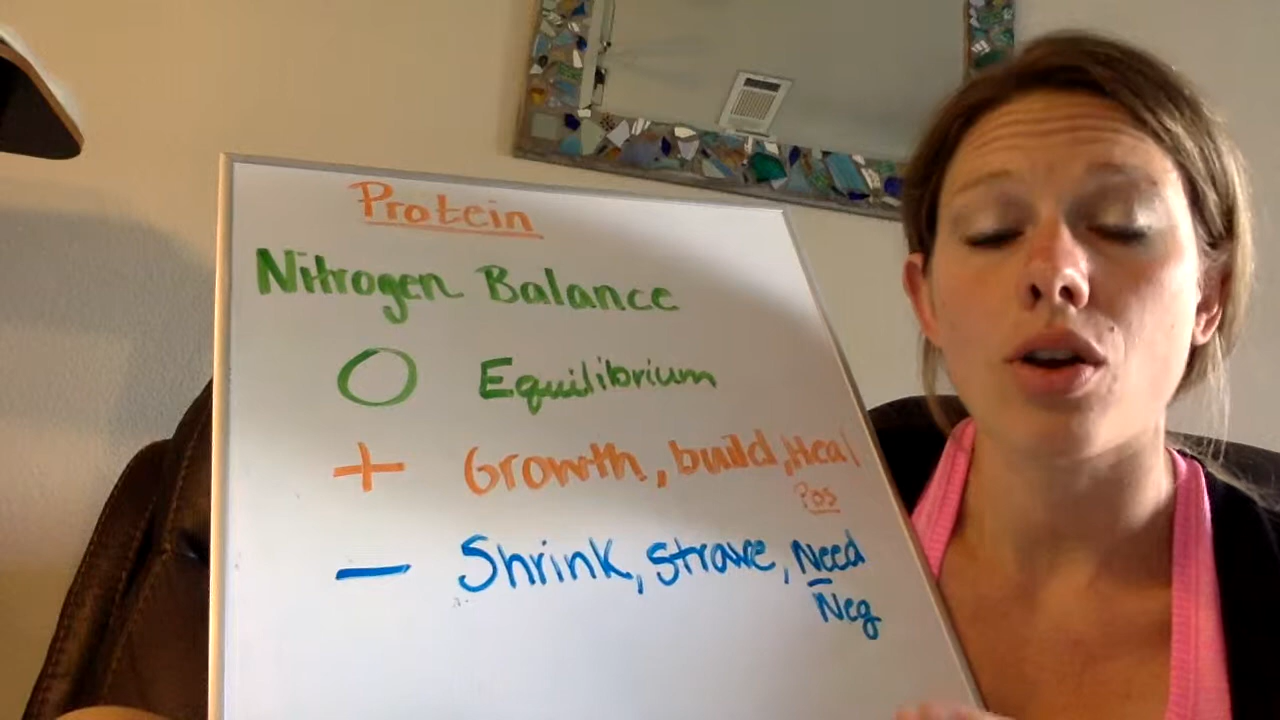 Protein
Nitrogen Balance
O Equilibrium
+ Growth, build, Heal
Pos
− Shrink, Strave, Need
Neg